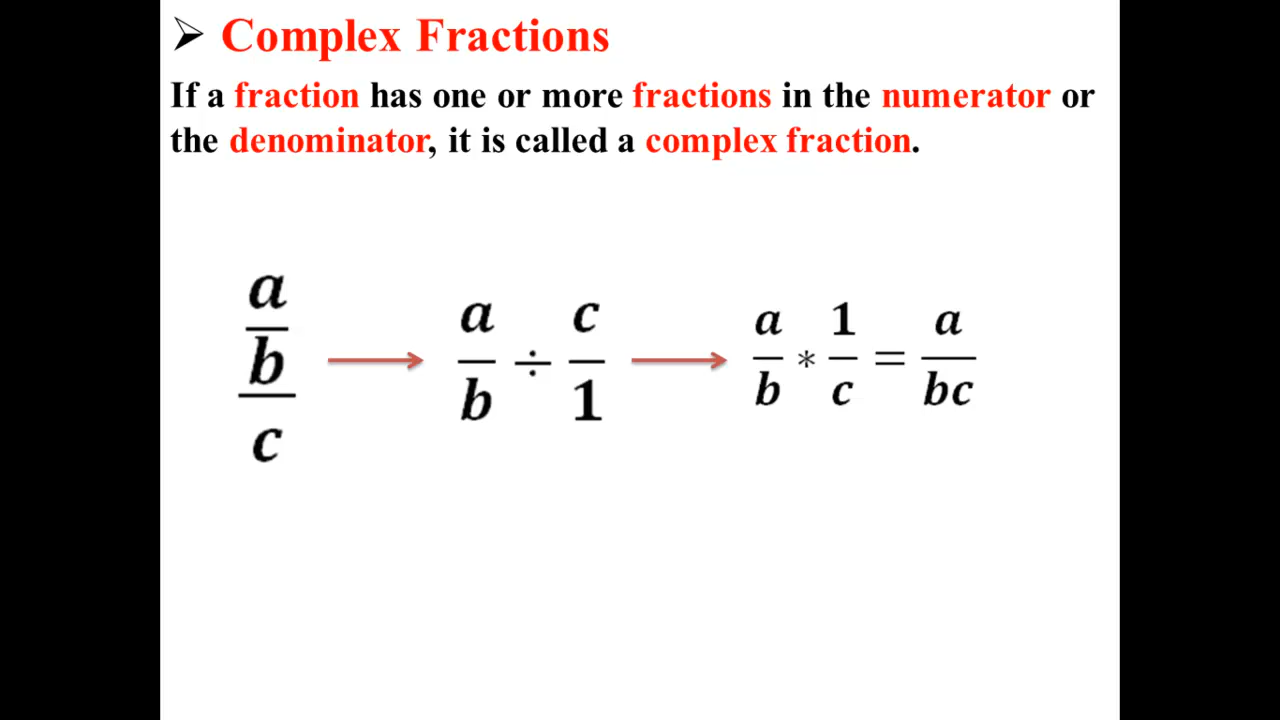 ➢ Complex Fractions
If a fraction has one or more fractions in the numerator or
the denominator, it is called a complex fraction.
a
b
c
a/b ÷ c/1
a/b * 1/c = a/bc